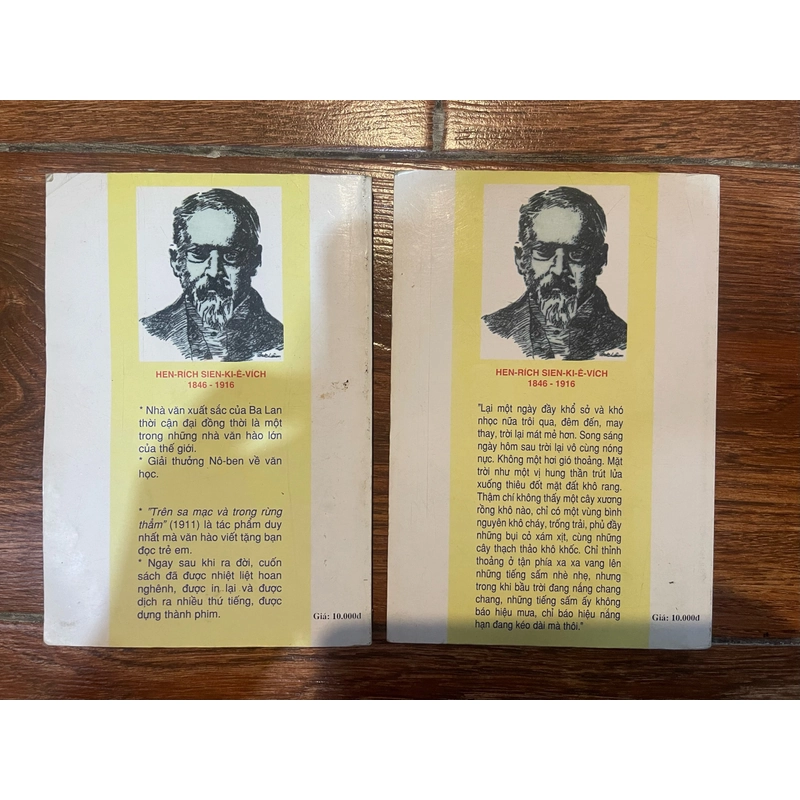 HEN-RICH SIEN-KI-Ê-VICH
1846 - 1916
* Nhà văn xuất sắc của Ba Lan
thời cận đại đồng thời là một
trong những nhà văn hào lớn
của thế giới.
* Giải thưởng Nô-ben về văn
học.
* "Trên sa mạc và trong rừng
thẳm" (1911) là tác phẩm duy
nhất mà văn hào viết tặng bạn
đọc trẻ em.
* Ngay sau khi ra đời, cuốn
sách đã được nhiệt liệt hoan
nghênh, được in lại và được
dịch ra nhiều thứ tiếng, được
dựng thành phim.
Giá: 10.000đ
HEN-RICH SIEN-KI-Ê-VICH
1846 - 1916
"Lại một ngày đầy khổ sở và khó
nhọc nữa trôi qua, đêm đến, may
thay, trời lại mát mẻ hơn. Song sáng
ngày hôm sau trời lại vô cùng nóng
nực. Không một hơi gió thoảng. Mặt
trời như một vị hung thần trút lửa
xuống thiêu đốt mặt đất khô rang.
Thậm chí không thấy một cây xương
rồng khô nào, chỉ có một vùng bình
nguyên khô cháy, trống trải, phủ đầy
những bụi cỏ xám xịt, cùng những
cây thạch thảo khô khốc. Chỉ thỉnh
thoảng ở tận phía xa xa vang lên
những tiếng sấm nhè nhẹ, nhưng
trong khi bầu trời đang nắng chang
chang, những tiếng sấm ấy không
báo hiệu mưa, chỉ báo hiệu nắng
hạn đang kéo dài mà thôi."
Giá: 10.000đ